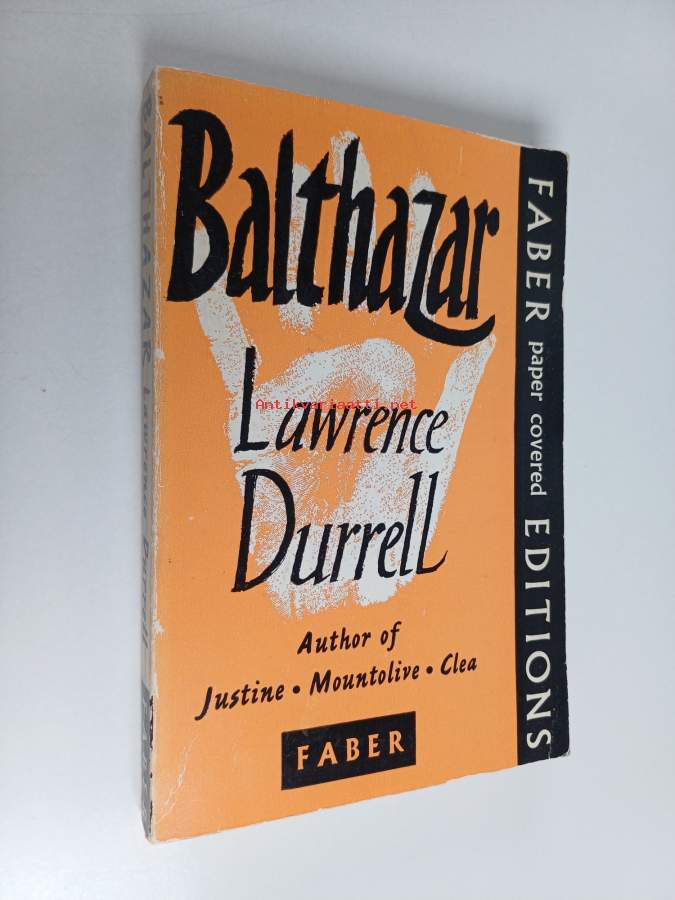 Balthazar
Lawrence
Durrell
Author of
Justine • Mountolive • Clea
FABER
FABER paper covered EDITIONS
BALTHAZAR Lawrence Durrell
Antikvariaatti.net